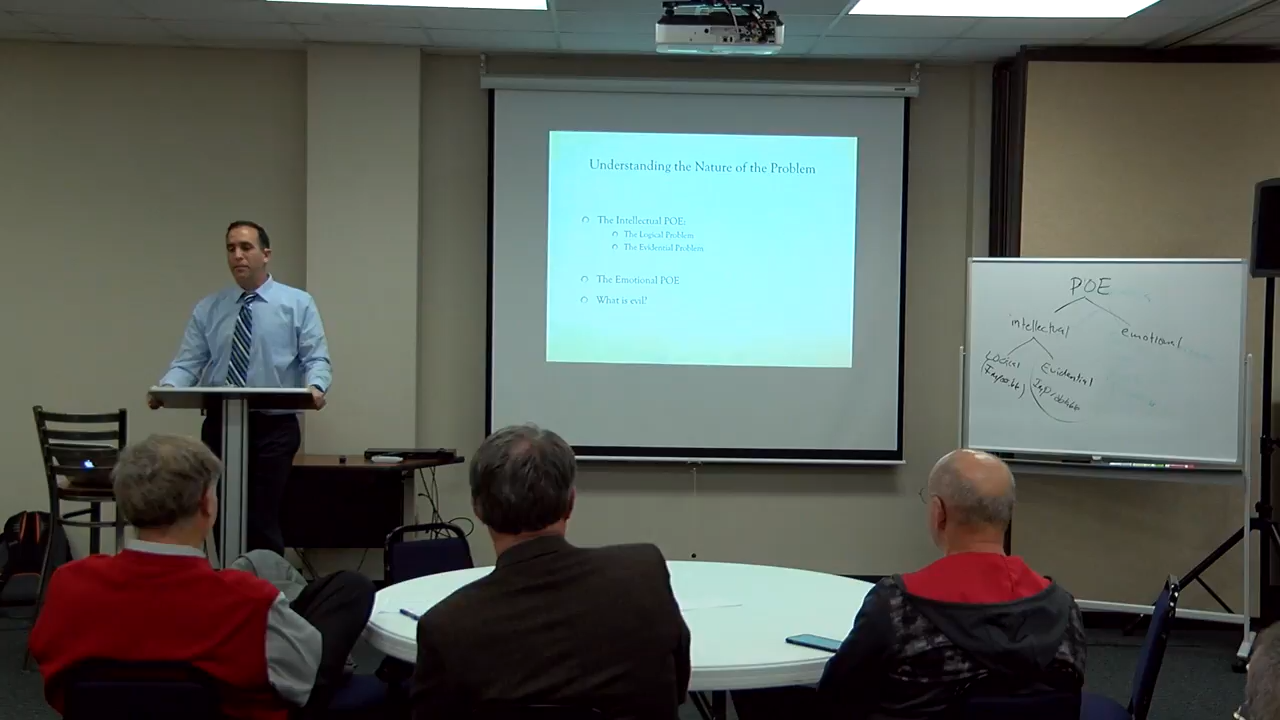 Understanding the Nature of the Problem
The Intellectual POE:
The Logical Problem
The Evidential Problem
The Emotional POE
What is evil?
POE
intellectual
emotional
Logical
Evidential